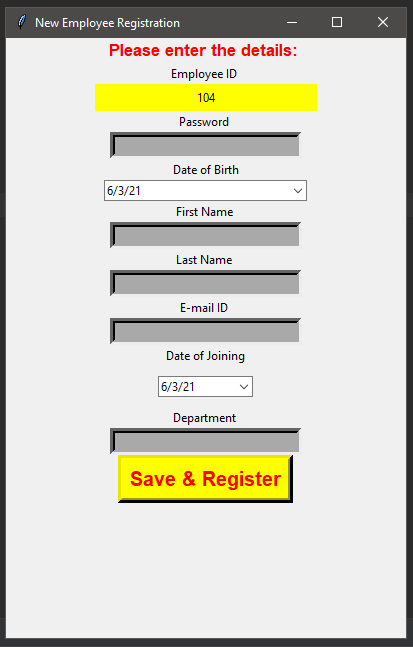 New Employee Registration
Please enter the details:
Employee ID
104
Password
Date of Birth
6/3/21
First Name
Last Name
E-mail ID
Date of Joining
6/3/21
Department
Save & Register